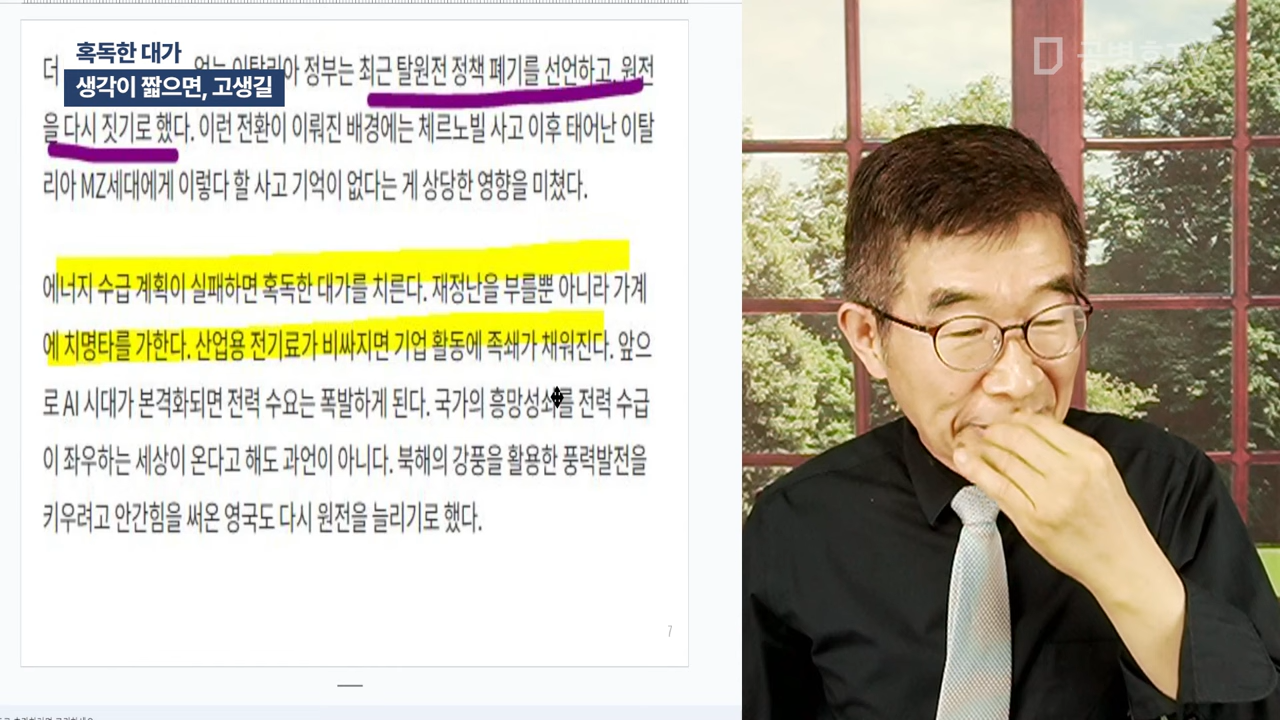 혹독한 대가
생각이 짧으면, 고생길
더 이탈리아 정부는 최근 탈원전 정책 폐기를 선언하고, 원전
을 다시 짓기로 했다. 이런 전환이 이뤄진 배경에는 체르노빌 사고 이후 태어난 이탈
리아 MZ세대에게 이렇다 할 사고 기억이 없다는 게 상당한 영향을 미쳤다.
에너지 수급 계획이 실패하면 혹독한 대가를 치른다. 재정난을 부를뿐 아니라 가계
에 치명타를 가한다. 산업용 전기료가 비싸지면 기업 활동에 족쇄가 채워진다. 앞으
로 AI 시대가 본격화되면 전력 수요는 폭발하게 된다. 국가의 흥망성쇠를 전력 수급
이 좌우하는 세상이 온다고 해도 과언이 아니다. 북해의 강풍을 활용한 풍력발전을
키우려고 안간힘을 써온 영국도 다시 원전을 늘리기로 했다.
7